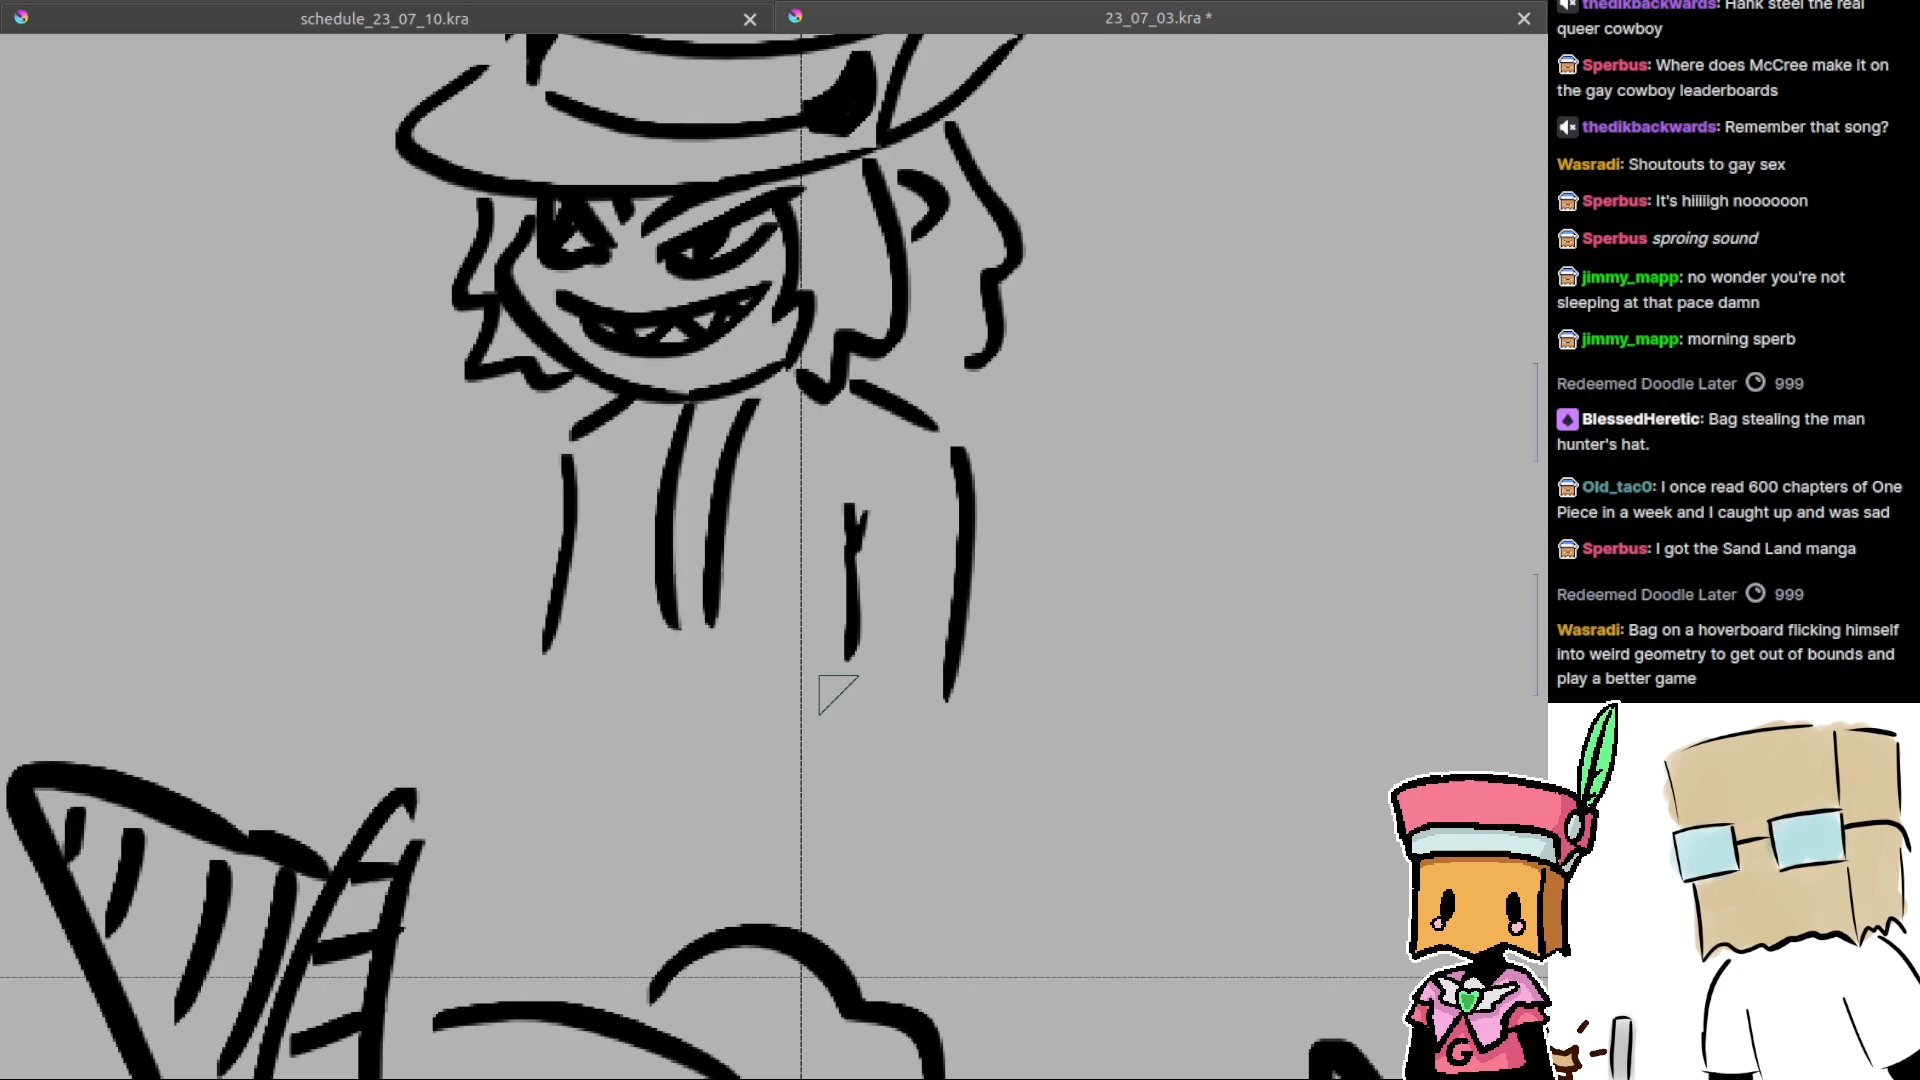 schedule_23_07_10.kra
23_07_03.kra *
thedikbackwards: Hank steel the real
queer cowboy
Sperbus: Where does McCree make it on
the gay cowboy leaderboards
thedikbackwards: Remember that song?
Wasradi: Shoutouts to gay sex
Sperbus: It's hiiiiigh nooooooon
Sperbus sproing sound
jimmy_mapp: no wonder you're not
sleeping at that pace damn
jimmy_mapp: morning sperb
Redeemed Doodle Later 999
BlessedHeretic: Bag stealing the man
hunter's hat.
Old_tac0: I once read 600 chapters of One
Piece in a week and I caught up and was sad
Sperbus: I got the Sand Land manga
Redeemed Doodle Later 999
Wasradi: Bag on a hoverboard flicking himself
into weird geometry to get out of bounds and
play a better game
G